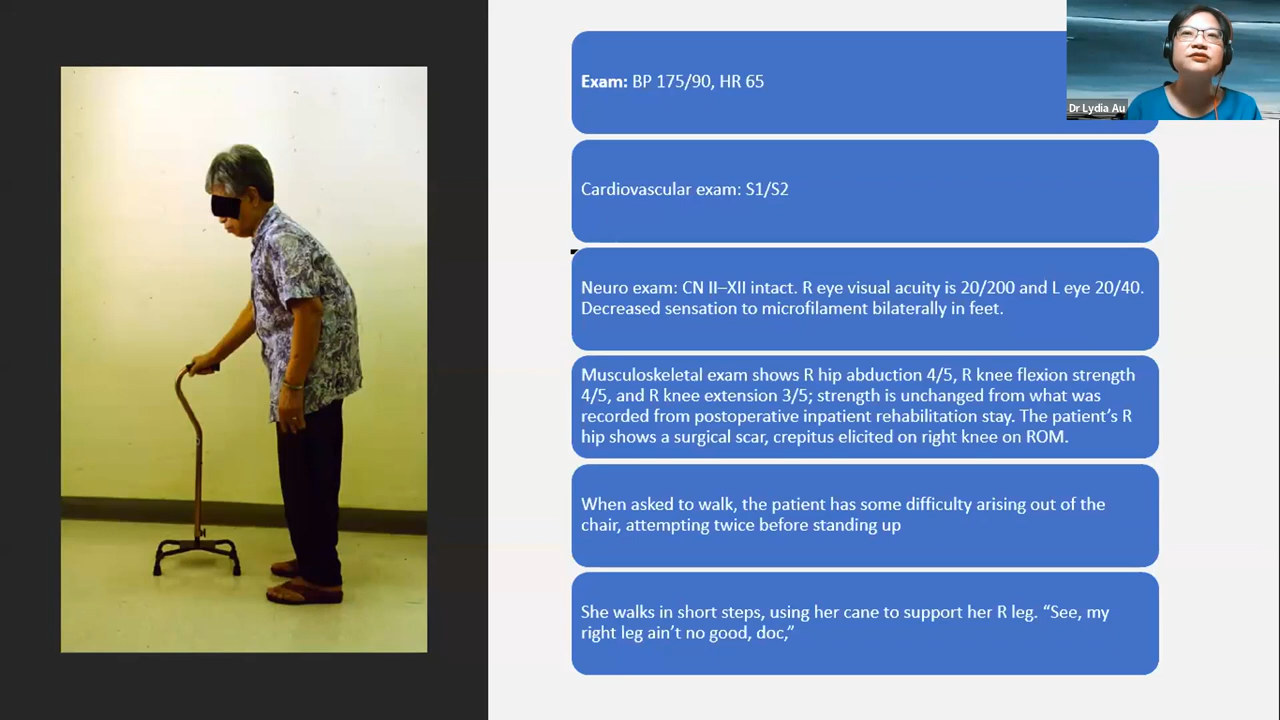 Exam: BP 175/90, HR 65
Dr Lydia Au
Cardiovascular exam: S1/S2
Neuro exam: CN II–XII intact. R eye visual acuity is 20/200 and L eye 20/40.
Decreased sensation to microfilament bilaterally in feet.
Musculoskeletal exam shows R hip abduction 4/5, R knee flexion strength
4/5, and R knee extension 3/5; strength is unchanged from what was
recorded from postoperative inpatient rehabilitation stay. The patient’s R
hip shows a surgical scar, crepitus elicited on right knee on ROM.
When asked to walk, the patient has some difficulty arising out of the
chair, attempting twice before standing up
She walks in short steps, using her cane to support her R leg. “See, my
right leg ain’t no good, doc,”